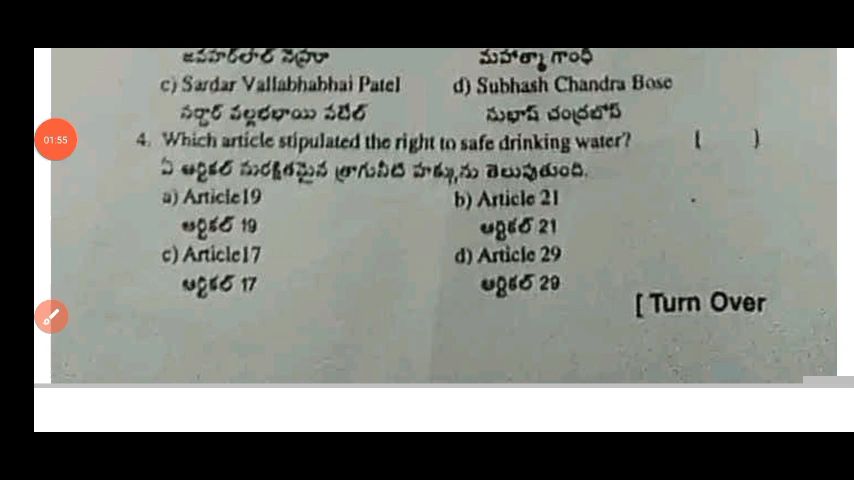 జవహర్‌లాల్ నెహ్రూ మహాత్మా గాంధీ
c) Sardar Vallabhabhai Patel d) Subhash Chandra Bose
సర్దార్ వల్లభభాయి పటేల్ సుభాష్ చంద్రబోస్
01:55
4. Which article stipulated the right to safe drinking water? ( )
ఏ ఆర్టికల్ సురక్షితమైన త్రాగునీటి హక్కును తెలుపుతుంది.
a) Article19 b) Article 21
ఆర్టికల్ 19 ఆర్టికల్ 21
c) Article17 d) Article 29
ఆర్టికల్ 17 ఆర్టికల్ 29
[ Turn Over